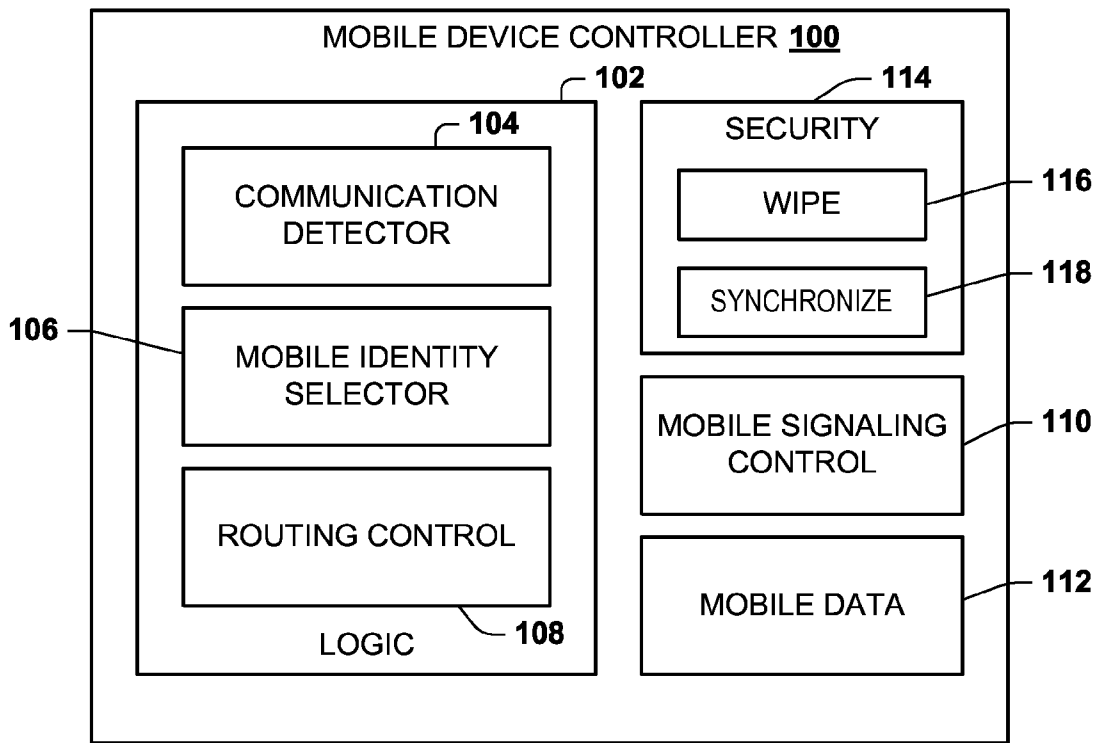 MOBILE DEVICE CONTROLLER 100
102
104
COMMUNICATION
DETECTOR
106
MOBILE IDENTITY
SELECTOR
ROUTING CONTROL
108
LOGIC
114
SECURITY
WIPE
116
SYNCHRONIZE
118
MOBILE SIGNALING
CONTROL
110
MOBILE DATA
112